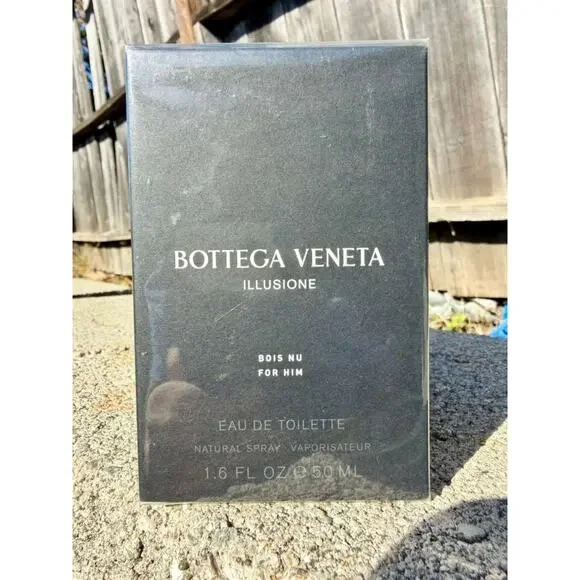 BOTTEGA VENETA
ILLUSIONE
BOIS NU
FOR HIM
EAU DE TOILETTE
NATURAL SPRAY VAPORISATEUR
1.6 FL OZ ℮ 50 ML